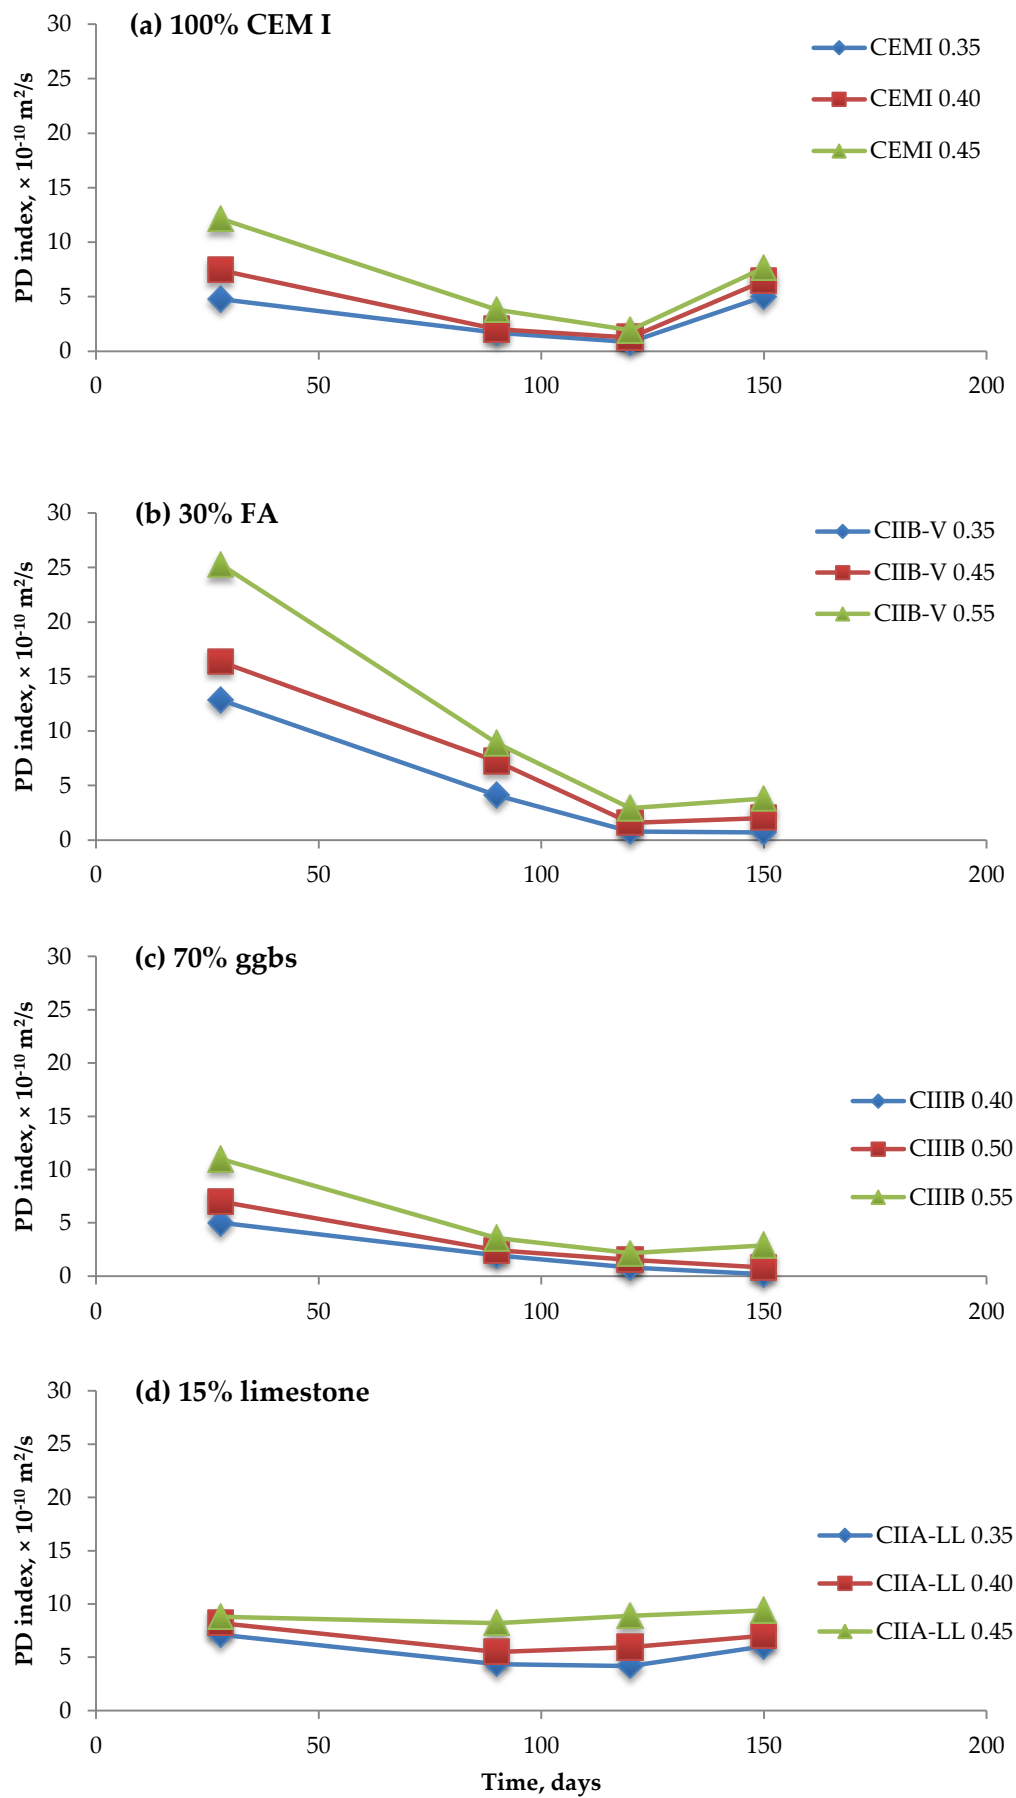 (a) 100% CEM I
PD index, × 10⁻¹⁰ m²/s
30
25
20
15
10
5
0
0 50 100 150 200
CEMI 0.35
CEMI 0.40
CEMI 0.45
(b) 30% FA
PD index, × 10⁻¹⁰ m²/s
30
25
20
15
10
5
0
0 50 100 150 200
CIIB-V 0.35
CIIB-V 0.45
CIIB-V 0.55
(c) 70% ggbs
PD index, × 10⁻¹⁰ m²/s
30
25
20
15
10
5
0
0 50 100 150 200
CIIIB 0.40
CIIIB 0.50
CIIIB 0.55
(d) 15% limestone
PD index, × 10⁻¹⁰ m²/s
30
25
20
15
10
5
0
0 50 100 150 200
CIIA-LL 0.35
CIIA-LL 0.40
CIIA-LL 0.45
Time, days